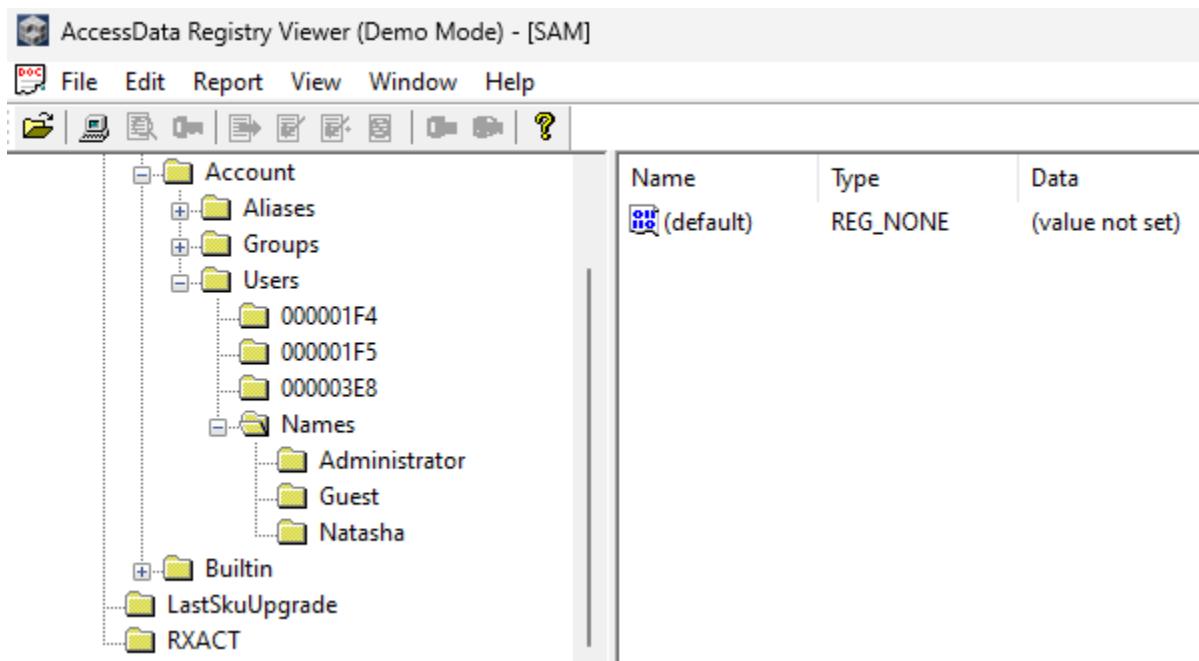 AccessData Registry Viewer (Demo Mode) - [SAM]
DOC File Edit Report View Window Help
Account
Aliases
Groups
Users
000001F4
000001F5
000003E8
Names
Administrator
Guest
Natasha
Builtin
LastSkuUpgrade
RXACT
Name Type Data
(default) REG_NONE (value not set)